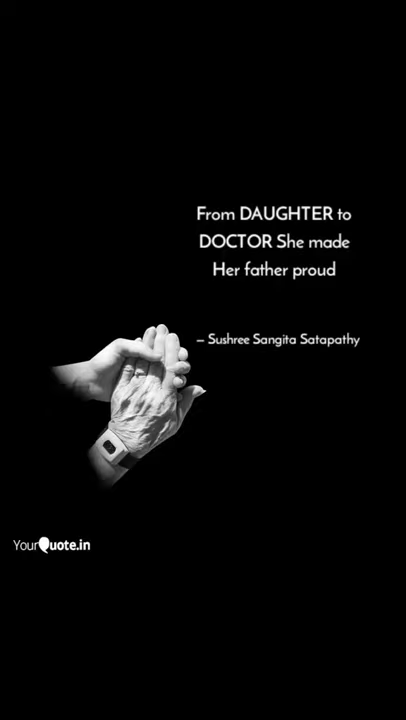 From DAUGHTER to
DOCTOR She made
Her father proud
– Sushree Sangita Satapathy
YourQuote.in